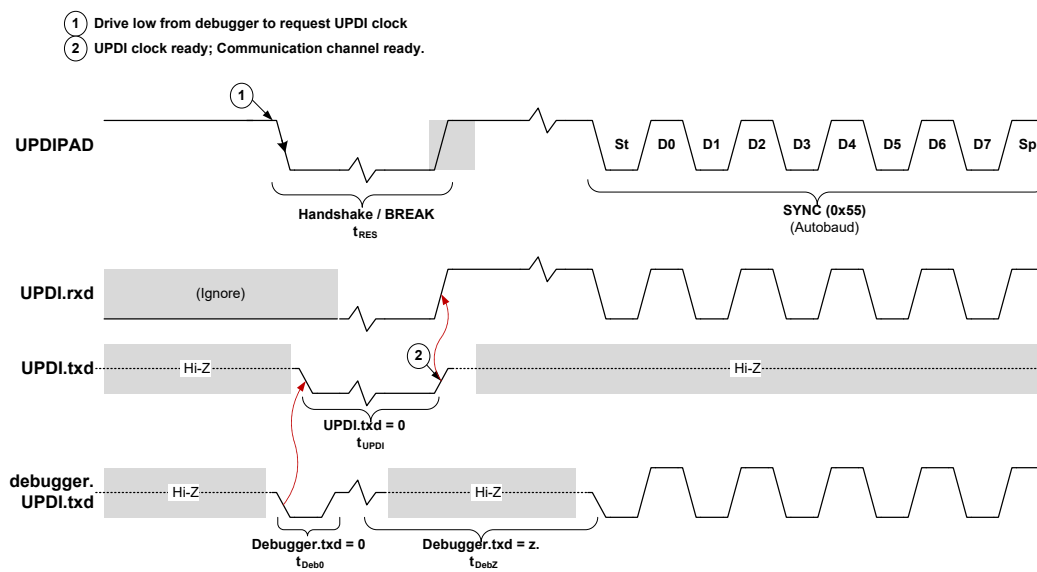 1 Drive low from debugger to request UPDI clock
2 UPDI clock ready; Communication channel ready.
1
UPDIPAD
St D0 D1 D2 D3 D4 D5 D6 D7 Sp
Handshake / BREAK
tRES
SYNC (0x55)
(Autobaud)
UPDI.rxd
(Ignore)
2
UPDI.txd
Hi-Z
Hi-Z
UPDI.txd = 0
tUPDI
debugger.
UPDI.txd
Hi-Z
Hi-Z
Debugger.txd = 0
tDeb0
Debugger.txd = z.
tDebZ